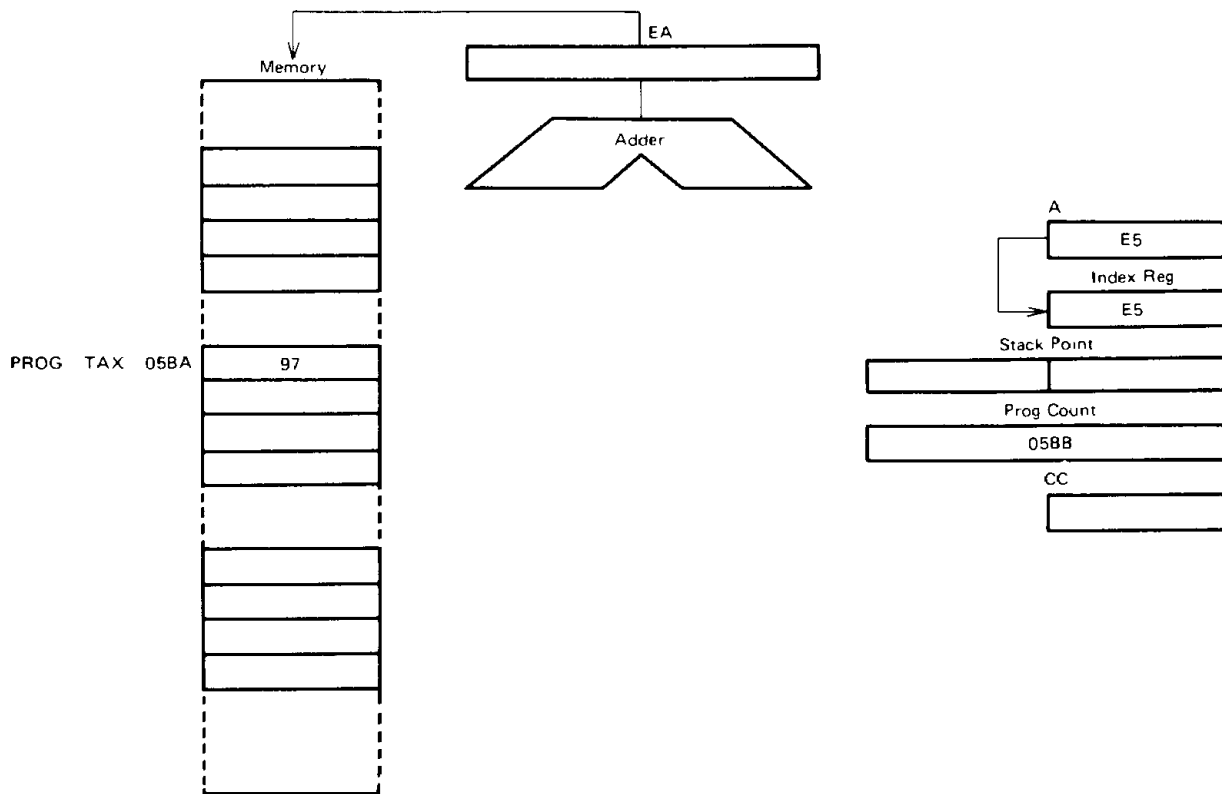 EA
Memory
Adder
A
E5
Index Reg
E5
Stack Point
PROG TAX 05BA 97
Prog Count
05BB
CC